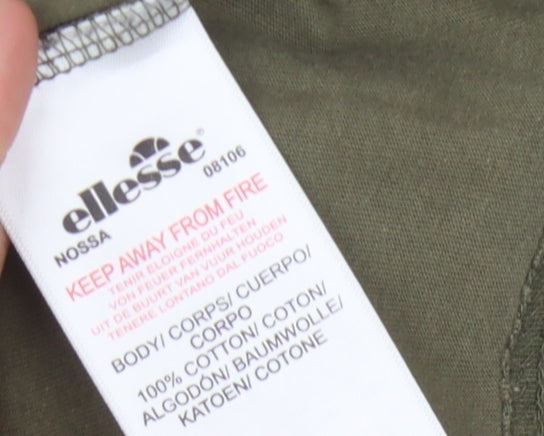 ellesse®
NOSSA 08106
KEEP AWAY FROM FIRE
TENIR ELOIGNE DU FEU
VON FEUER FERNHALTEN
UIT DE BUURT VAN VUUR HOUDEN
TENERE LONTANO DAL FUOCO
BODY/ CORPS/ CUERPO/
CORPO
100% COTTON/ COTON/
ALGODÓN/ BAUMWOLLE/
KATOEN/ COTONE